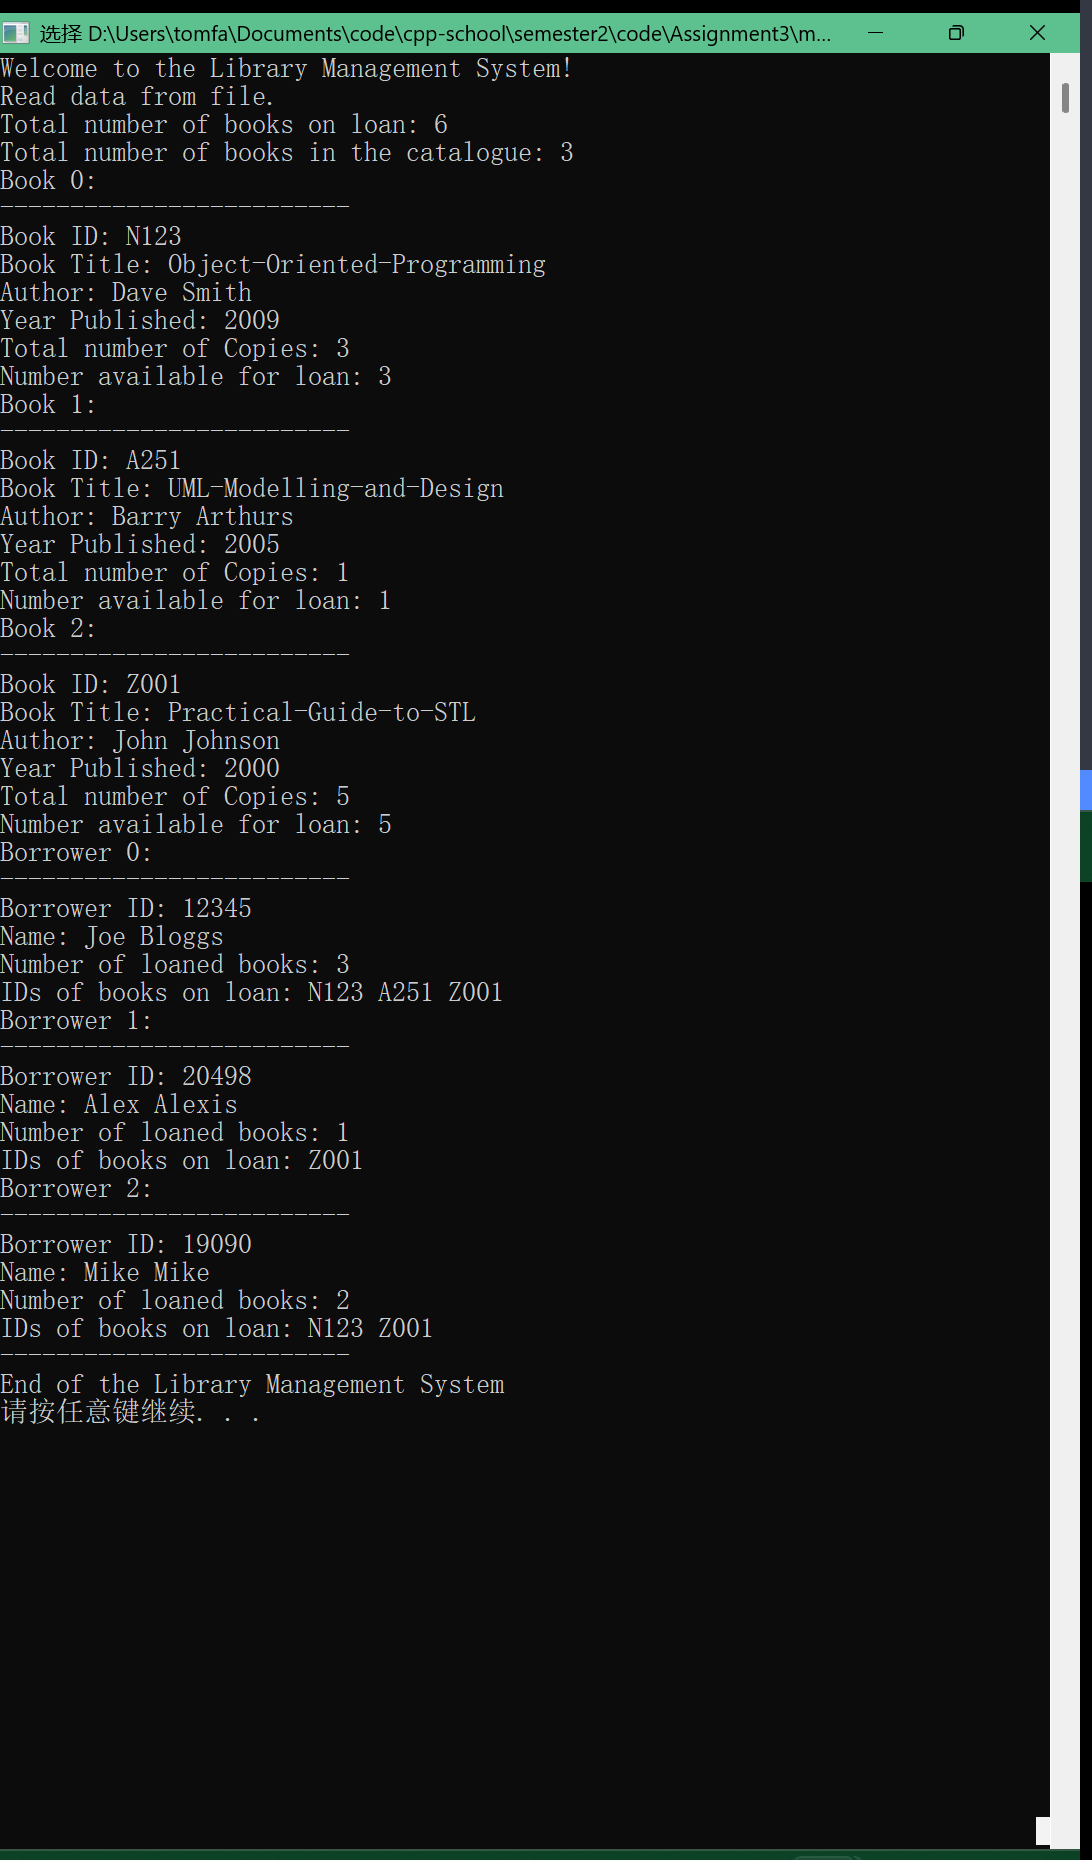 选择 D:\Users\tomfa\Documents\code\cpp-school\semester2\code\Assignment3\m...
Welcome to the Library Management System!
Read data from file.
Total number of books on loan: 6
Total number of books in the catalogue: 3
Book 0:
-------------------------
Book ID: N123
Book Title: Object-Oriented-Programming
Author: Dave Smith
Year Published: 2009
Total number of Copies: 3
Number available for loan: 3
Book 1:
-------------------------
Book ID: A251
Book Title: UML-Modelling-and-Design
Author: Barry Arthurs
Year Published: 2005
Total number of Copies: 1
Number available for loan: 1
Book 2:
-------------------------
Book ID: Z001
Book Title: Practical-Guide-to-STL
Author: John Johnson
Year Published: 2000
Total number of Copies: 5
Number available for loan: 5
Borrower 0:
-------------------------
Borrower ID: 12345
Name: Joe Bloggs
Number of loaned books: 3
IDs of books on loan: N123 A251 Z001
Borrower 1:
-------------------------
Borrower ID: 20498
Name: Alex Alexis
Number of loaned books: 1
IDs of books on loan: Z001
Borrower 2:
-------------------------
Borrower ID: 19090
Name: Mike Mike
Number of loaned books: 2
IDs of books on loan: N123 Z001
-------------------------
End of the Library Management System
请按任意键继续. . .